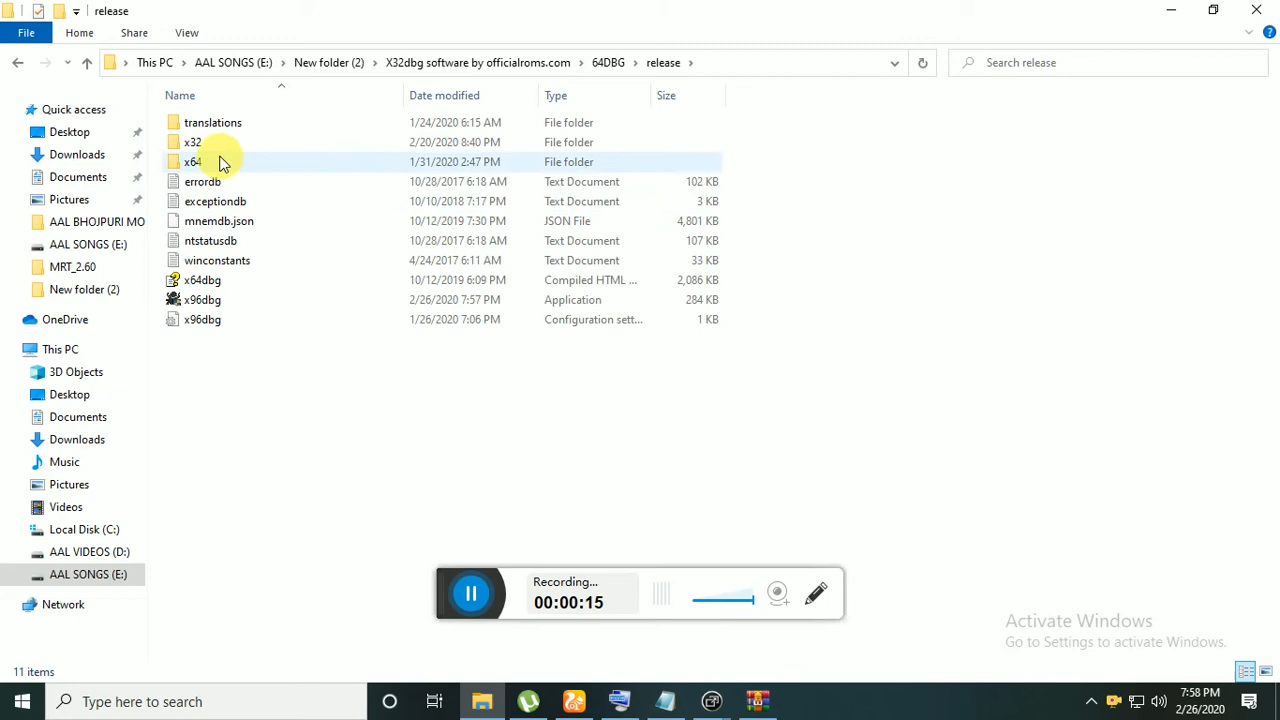 release
File Home Share View
This PC AAL SONGS (E:) New folder (2) X32dbg software by officialroms.com 64DBG release Search release
Name Date modified Type Size
Quick access
Desktop
Downloads
Documents
Pictures
AAL BHOJPURI MO
AAL SONGS (E:)
MRT_2.60
New folder (2)
OneDrive
This PC
3D Objects
Desktop
Documents
Downloads
Music
Pictures
Videos
Local Disk (C:)
AAL VIDEOS (D:)
AAL SONGS (E:)
Network
translations 1/24/2020 6:15 AM File folder
x32 2/20/2020 8:40 PM File folder
x64 1/31/2020 2:47 PM File folder
errordb 10/28/2017 6:18 AM Text Document 102 KB
exceptiondb 10/10/2018 7:17 PM Text Document 3 KB
mnemdb.json 10/12/2019 7:30 PM JSON File 4,801 KB
ntstatusdb 10/28/2017 6:18 AM Text Document 107 KB
winconstants 4/24/2017 6:11 AM Text Document 33 KB
x64dbg 10/12/2019 6:09 PM Compiled HTML ... 2,086 KB
x96dbg 2/26/2020 7:57 PM Application 284 KB
x96dbg 1/26/2020 7:06 PM Configuration sett... 1 KB
Recording...
00:00:15
Activate Windows
Go to Settings to activate Windows.
11 items
Type here to search
7:58 PM
2/26/2020